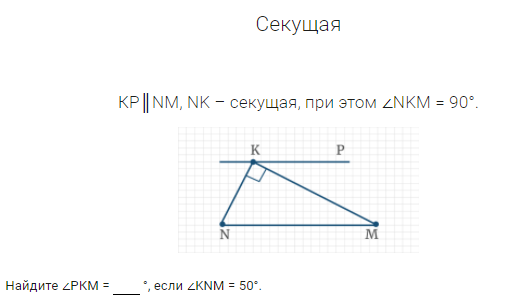 Секущая
KP║NM, NK – секущая, при этом ∠NKM = 90°.
K P
N M
Найдите ∠PKM = ____ °, если ∠KNM = 50°.